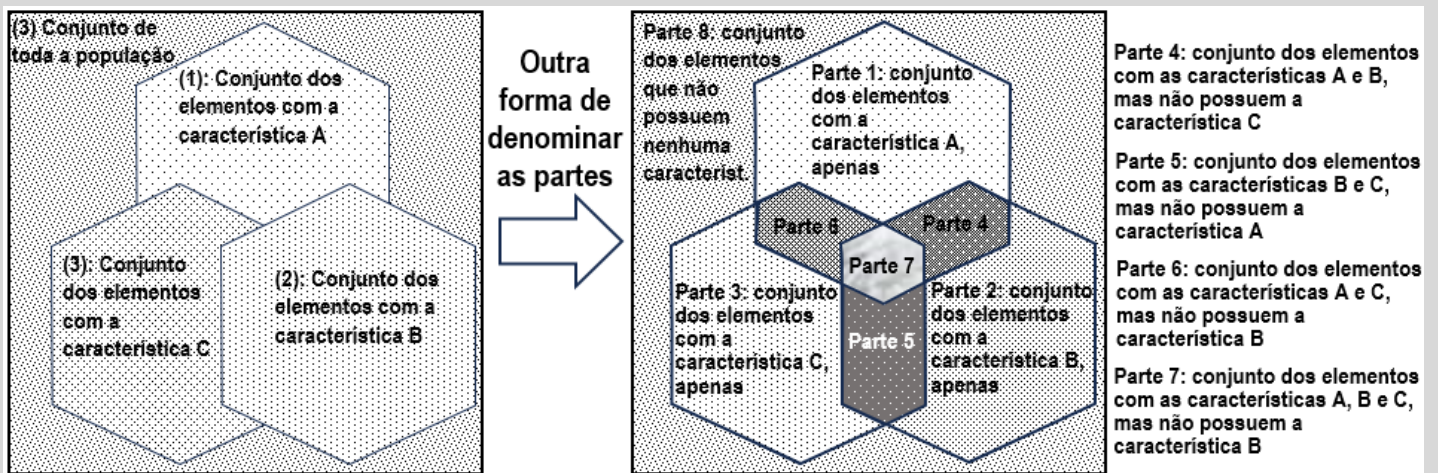 (3) Conjunto de
toda a população
(1): Conjunto dos
elementos com a
característica A
(3): Conjunto
dos elementos
com a
característica C
(2): Conjunto dos
elementos com a
característica B
Outra
forma de
denominar
as partes
Parte 8: conjunto
dos elementos
que não
possuem
nenhuma
característ.
Parte 1: conjunto
dos elementos
com a
característica A,
apenas
Parte 6
Parte 4
Parte 7
Parte 3: conjunto
dos elementos
com a
característica C,
apenas
Parte 5
Parte 2: conjunto
dos elementos
com a
característica B,
apenas
Parte 4: conjunto dos elementos
com as características A e B,
mas não possuem a
característica C
Parte 5: conjunto dos elementos
com as características B e C,
mas não possuem a
característica A
Parte 6: conjunto dos elementos
com as características A e C,
mas não possuem a
característica B
Parte 7: conjunto dos elementos
com as características A, B e C,
mas não possuem a
característica B